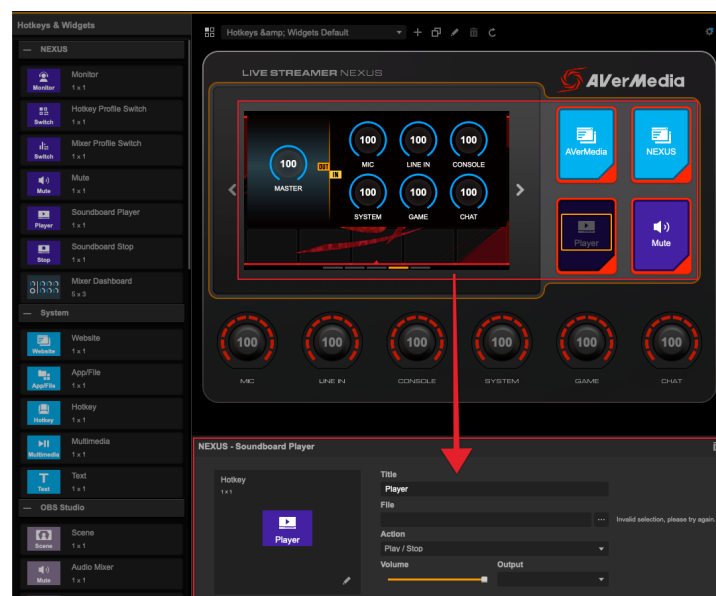 Hotkeys & Widgets
Hotkeys &amp; Widgets Default
— NEXUS
Monitor
Monitor
1 x 1
Switch
Hotkey Profile Switch
1 x 1
Switch
Mixer Profile Switch
1 x 1
Mute
Mute
1 x 1
Player
Soundboard Player
1 x 1
Stop
Soundboard Stop
1 x 1
Mixer Dashboard
5 x 3
— System
Website
Website
1 x 1
App/File
App/File
1 x 1
Hotkey
Hotkey
1 x 1
Multimedia
Multimedia
1 x 1
Text
Text
1 x 1
— OBS Studio
Scene
Scene
1 x 1
Mute
Audio Mixer
1 x 1
LIVE STREAMER NEXUS
AVerMedia
100
MASTER
OUT
IN
100 100 100
MIC LINE IN CONSOLE
100 100 100
SYSTEM GAME CHAT
AVerMedia NEXUS
Player Mute
100 100 100 100 100 100
MIC LINE IN CONSOLE SYSTEM GAME CHAT
NEXUS - Soundboard Player
Hotkey
1 x 1
Player
Title
Player
File
... Invalid selection, please try again.
Action
Play / Stop
Volume Output